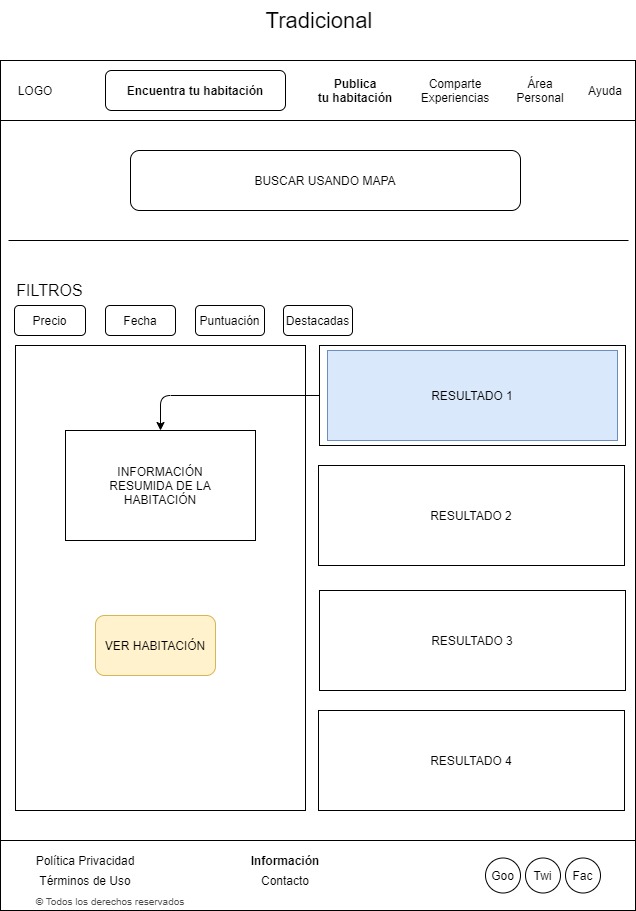 Tradicional
LOGO
Encuentra tu habitación
Publica
tu habitación
Comparte
Experiencias
Área
Personal
Ayuda
BUSCAR USANDO MAPA
FILTROS
Precio
Fecha
Puntuación
Destacadas
INFORMACIÓN
RESUMIDA DE LA
HABITACIÓN
VER HABITACIÓN
RESULTADO 1
RESULTADO 2
RESULTADO 3
RESULTADO 4
Política Privacidad
Términos de Uso
© Todos los derechos reservados
Información
Contacto
Goo
Twi
Fac